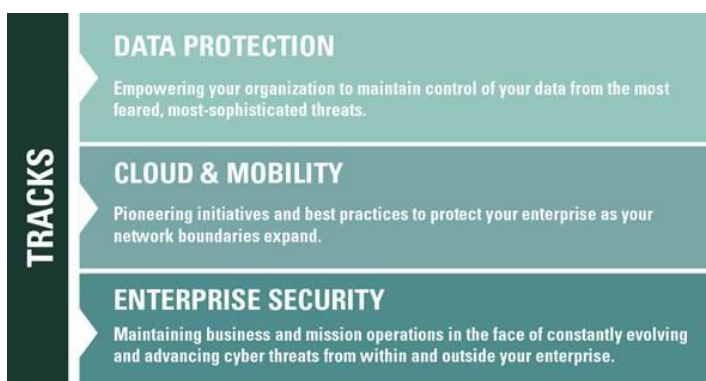 TRACKS
DATA PROTECTION
Empowering your organization to maintain control of your data from the most
feared, most-sophisticated threats.
CLOUD & MOBILITY
Pioneering initiatives and best practices to protect your enterprise as your
network boundaries expand.
ENTERPRISE SECURITY
Maintaining business and mission operations in the face of constantly evolving
and advancing cyber threats from within and outside your enterprise.